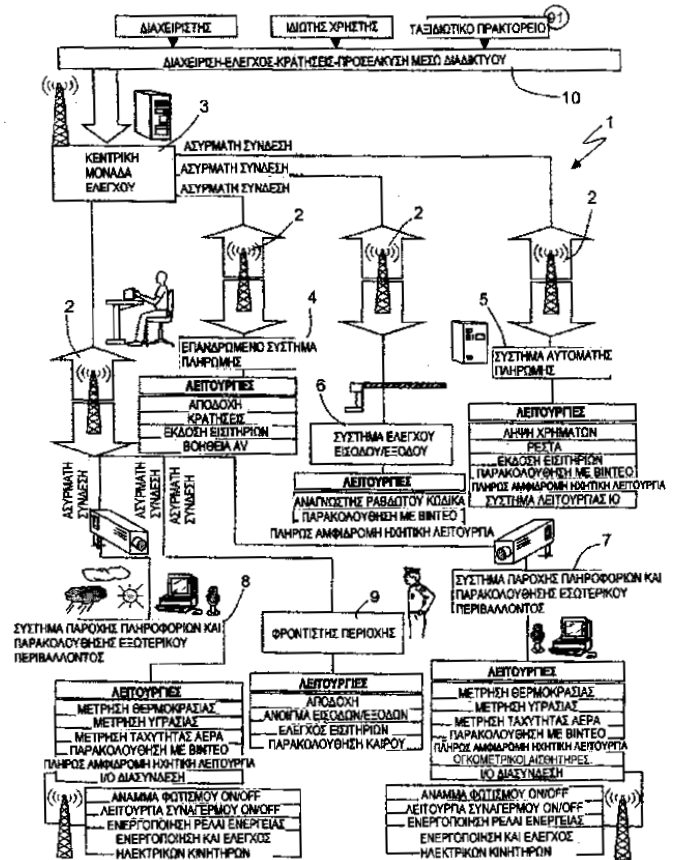 ΔΙΑΧΕΙΡΙΣΤΗΣ
ΙΔΙΩΤΗΣ ΧΡΗΣΤΗΣ
ΤΑΞΙΔΙΩΤΙΚΟ ΠΡΑΚΤΟΡΕΙΟ
91
ΔΙΑΧΕΙΡΙΣΗ-ΕΛΕΓΧΟΣ-ΚΡΑΤΗΣΕΙΣ-ΠΡΟΣΕΛΚΥΣΗ ΜΕΣΩ ΔΙΑΔΙΚΤΥΟΥ
10
3
1
ΚΕΝΤΡΙΚΗ
ΜΟΝΑΔΑ
ΕΛΕΓΧΟΥ
ΑΣΥΡΜΑΤΗ ΣΥΝΔΕΣΗ
ΑΣΥΡΜΑΤΗ ΣΥΝΔΕΣΗ
ΑΣΥΡΜΑΤΗ ΣΥΝΔΕΣΗ
2
2
2
2
4
ΕΠΑΝΔΡΩΜΕΝΟ ΣΥΣΤΗΜΑ
ΠΛΗΡΩΜΗΣ
ΛΕΙΤΟΥΡΓΙΕΣ
ΑΠΟΔΟΧΗ
ΚΡΑΤΗΣΕΙΣ
ΕΚΔΟΣΗ ΕΙΣΙΤΗΡΙΩΝ
ΒΟΗΘΕΙΑ AV
6
ΣΥΣΤΗΜΑ ΕΛΕΓΧΟΥ
ΕΙΣΟΔΟΥ/ΕΞΟΔΟΥ
ΛΕΙΤΟΥΡΓΙΕΣ
ΑΝΑΓΝΩΣΤΗΣ ΡΑΒΔΩΤΟΥ ΚΩΔΙΚΑ
ΠΑΡΑΚΟΛΟΥΘΗΣΗ ΜΕ ΒΙΝΤΕΟ
ΠΛΗΡΩΣ ΑΜΦΙΔΡΟΜΗ ΗΧΗΤΙΚΗ ΛΕΙΤΟΥΡΓΙΑ
5
ΣΥΣΤΗΜΑ ΑΥΤΟΜΑΤΗΣ
ΠΛΗΡΩΜΗΣ
ΛΕΙΤΟΥΡΓΙΕΣ
ΛΗΨΗ ΧΡΗΜΑΤΩΝ
ΡΕΣΤΑ
ΕΚΔΟΣΗ ΕΙΣΙΤΗΡΙΩΝ
ΠΑΡΑΚΟΛΟΥΘΗΣΗ ΜΕ ΒΙΝΤΕΟ
ΠΛΗΡΩΣ ΑΜΦΙΔΡΟΜΗ ΗΧΗΤΙΚΗ ΛΕΙΤΟΥΡΓΙΑ
ΣΥΣΤΗΜΑ ΛΕΙΤΟΥΡΓΙΑΣ ΙΟ
ΑΣΥΡΜΑΤΗ
ΣΥΝΔΕΣΗ
ΑΣΥΡΜΑΤΗ
ΣΥΝΔΕΣΗ
ΑΣΥΡΜΑΤΗ
ΣΥΝΔΕΣΗ
8
ΣΥΣΤΗΜΑ ΠΑΡΟΧΗΣ ΠΛΗΡΟΦΟΡΙΩΝ ΚΑΙ
ΠΑΡΑΚΟΛΟΥΘΗΣΗΣ ΕΞΩΤΕΡΙΚΟΥ
ΠΕΡΙΒΑΛΛΟΝΤΟΣ
ΛΕΙΤΟΥΡΓΙΕΣ
ΜΕΤΡΗΣΗ ΘΕΡΜΟΚΡΑΣΙΑΣ
ΜΕΤΡΗΣΗ ΥΓΡΑΣΙΑΣ
ΜΕΤΡΗΣΗ ΤΑΧΥΤΗΤΑΣ ΑΕΡΑ
ΠΑΡΑΚΟΛΟΥΘΗΣΗ ΜΕ ΒΙΝΤΕΟ
ΠΛΗΡΩΣ ΑΜΦΙΔΡΟΜΗ ΗΧΗΤΙΚΗ ΛΕΙΤΟΥΡΓΙΑ
Ι/Ο ΔΙΑΣΥΝΔΕΣΗ
ΑΝΑΜΜΑ ΦΩΤΙΣΜΟΥ ON/OFF
ΛΕΙΤΟΥΡΓΙΑ ΣΥΝΑΓΕΡΜΟΥ ON/OFF
ΕΝΕΡΓΟΠΟΙΗΣΗ ΡΕΛΑΙ ΕΝΕΡΓΕΙΑΣ
ΕΝΕΡΓΟΠΟΙΗΣΗ ΚΑΙ ΕΛΕΓΧΟΣ
ΗΛΕΚΤΡΙΚΩΝ ΚΙΝΗΤΗΡΩΝ
9
ΦΡΟΝΤΙΣΤΗΣ ΠΕΡΙΟΧΗΣ
ΛΕΙΤΟΥΡΓΙΕΣ
ΑΠΟΔΟΧΗ
ΑΝΟΙΓΜΑ ΕΙΣΟΔΩΝ/ΕΞΟΔΩΝ
ΕΛΕΓΧΟΣ ΕΙΣΙΤΗΡΙΩΝ
ΠΑΡΑΚΟΛΟΥΘΗΣΗ ΚΑΙΡΟΥ
7
ΣΥΣΤΗΜΑ ΠΑΡΟΧΗΣ ΠΛΗΡΟΦΟΡΙΩΝ ΚΑΙ
ΠΑΡΑΚΟΛΟΥΘΗΣΗΣ ΕΣΩΤΕΡΙΚΟΥ
ΠΕΡΙΒΑΛΛΟΝΤΟΣ
ΛΕΙΤΟΥΡΓΙΕΣ
ΜΕΤΡΗΣΗ ΘΕΡΜΟΚΡΑΣΙΑΣ
ΜΕΤΡΗΣΗ ΥΓΡΑΣΙΑΣ
ΜΕΤΡΗΣΗ ΤΑΧΥΤΗΤΑΣ ΑΕΡΑ
ΠΑΡΑΚΟΛΟΥΘΗΣΗ ΜΕ ΒΙΝΤΕΟ
ΠΛΗΡΩΣ ΑΜΦΙΔΡΟΜΗ ΗΧΗΤΙΚΗ ΛΕΙΤΟΥΡΓΙΑ
ΟΓΚΟΜΕΤΡΙΚΟΙ ΑΙΣΘΗΤΗΡΕΣ
Ι/Ο ΔΙΑΣΥΝΔΕΣΗ
ΑΝΑΜΜΑ ΦΩΤΙΣΜΟΥ ON/OFF
ΛΕΙΤΟΥΡΓΙΑ ΣΥΝΑΓΕΡΜΟΥ ON/OFF
ΕΝΕΡΓΟΠΟΙΗΣΗ ΡΕΛΑΙ ΕΝΕΡΓΕΙΑΣ
ΕΝΕΡΓΟΠΟΙΗΣΗ ΚΑΙ ΕΛΕΓΧΟΣ
ΗΛΕΚΤΡΙΚΩΝ ΚΙΝΗΤΗΡΩΝ